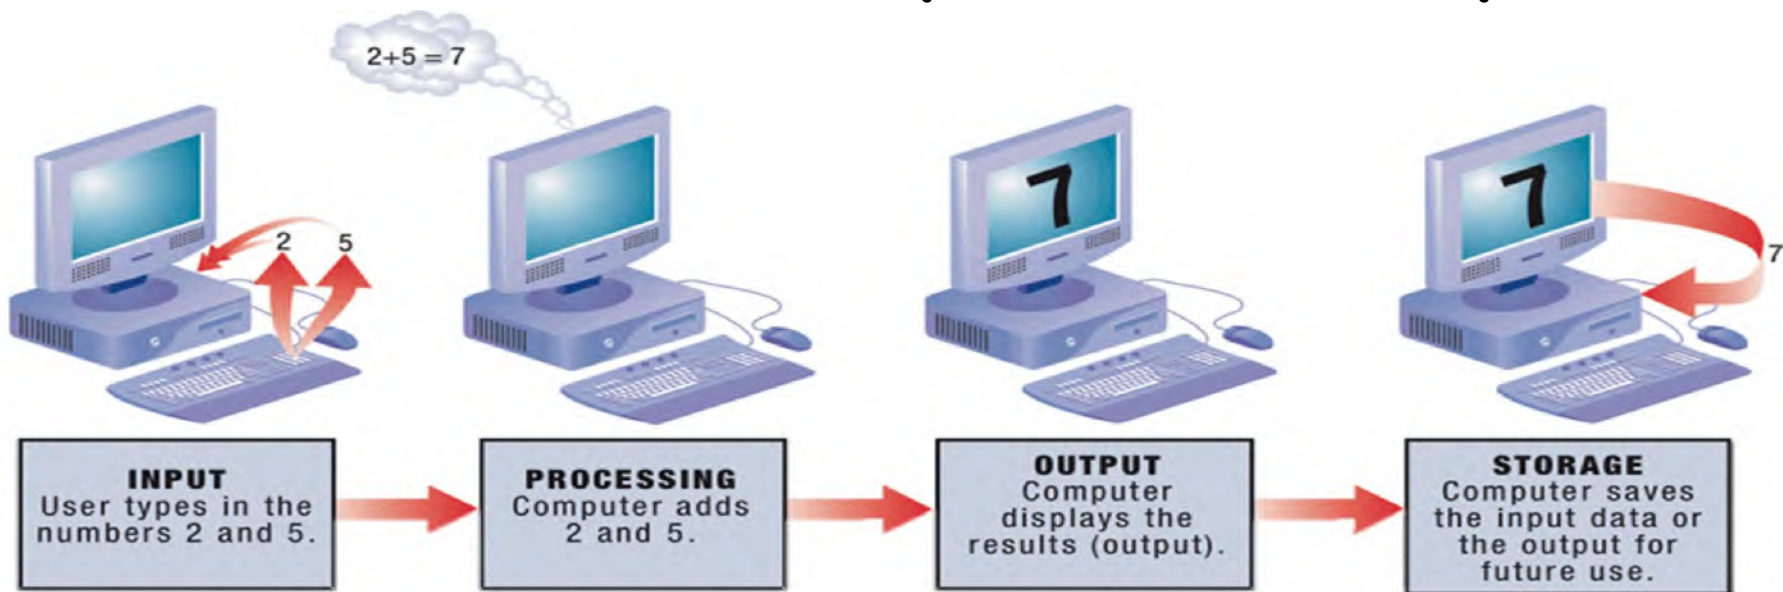 2+5 = 7
2
5
7
7
7
INPUT
User types in the
numbers 2 and 5.
PROCESSING
Computer adds
2 and 5.
OUTPUT
Computer
displays the
results (output).
STORAGE
Computer saves
the input data or
the output for
future use.